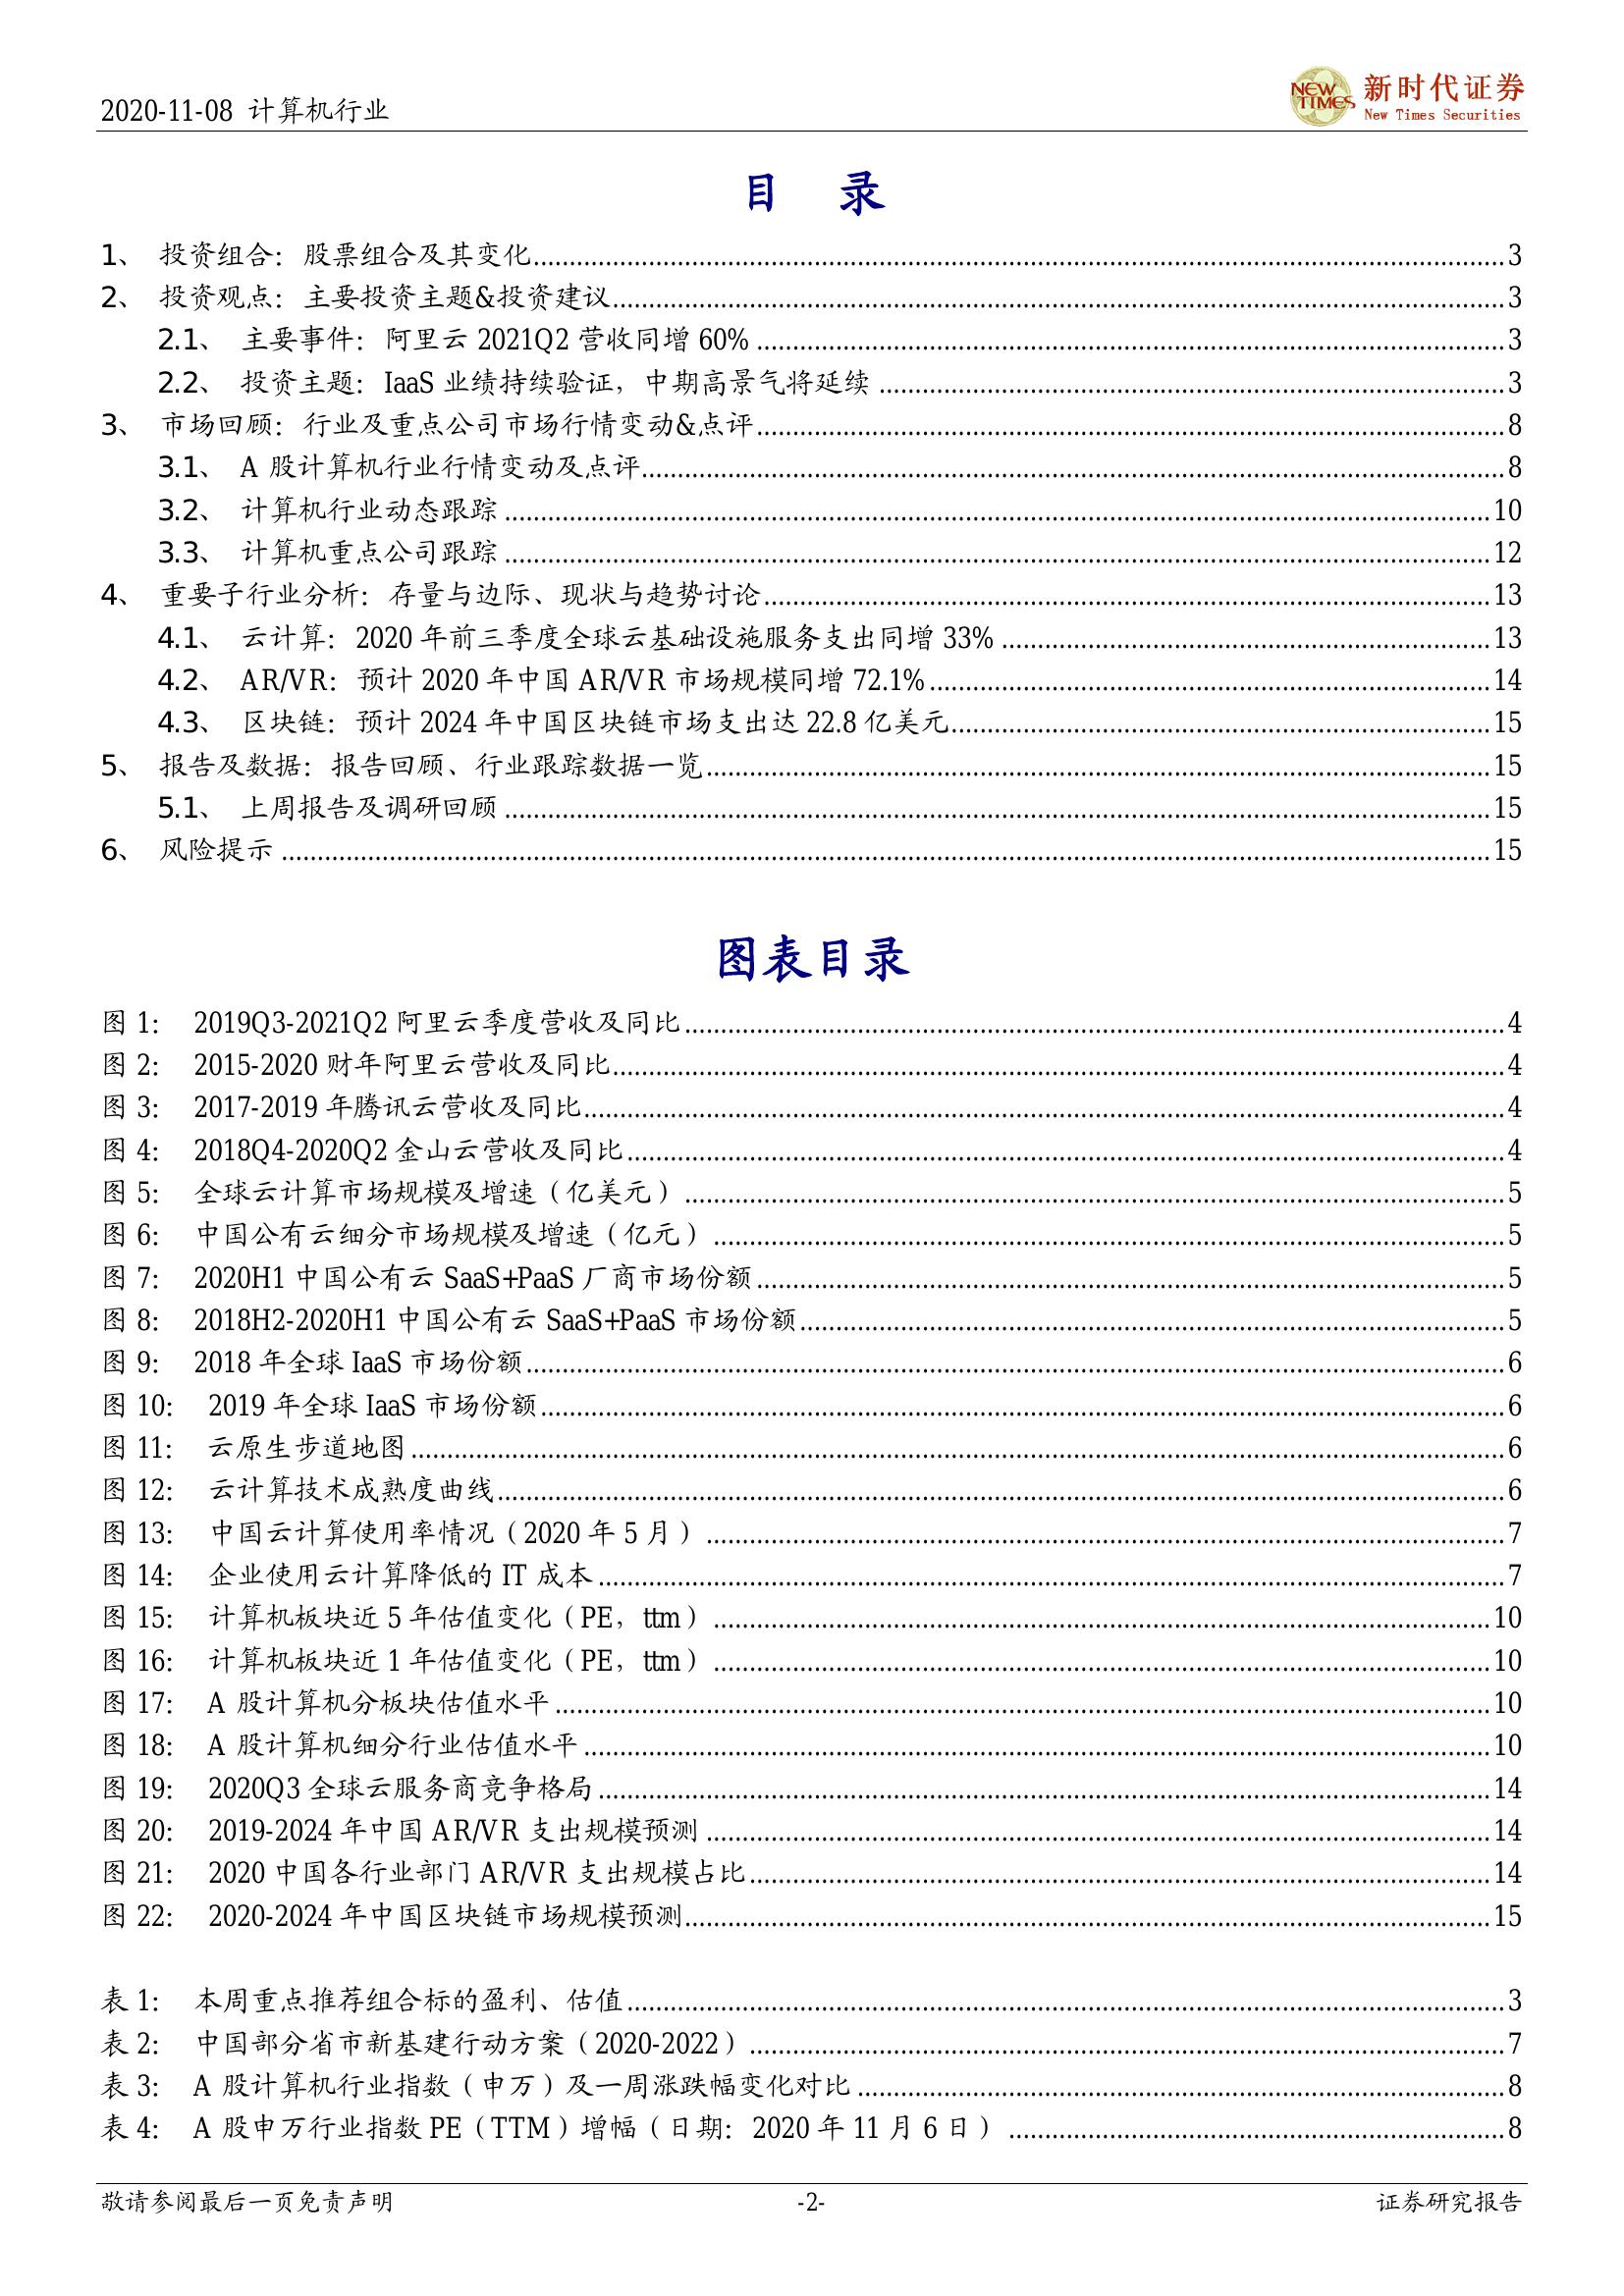 2020-11-08 计算机行业
NEW TIMES 新时代证券
New Times Securities
目 录
1、 投资组合：股票组合及其变化 3
2、 投资观点：主要投资主题&投资建议 3
2.1、 主要事件：阿里云 2021Q2 营收同增 60% 3
2.2、 投资主题：IaaS 业绩持续验证，中期高景气将延续 3
3、 市场回顾：行业及重点公司市场行情变动&点评 8
3.1、 A 股计算机行业行情变动及点评 8
3.2、 计算机行业动态跟踪 10
3.3、 计算机重点公司跟踪 12
4、 重要子行业分析：存量与边际、现状与趋势讨论 13
4.1、 云计算：2020 年前三季度全球云基础设施服务支出同增 33% 13
4.2、 AR/VR：预计 2020 年中国 AR/VR 市场规模同增 72.1% 14
4.3、 区块链：预计 2024 年中国区块链市场支出达 22.8 亿美元 15
5、 报告及数据：报告回顾、行业跟踪数据一览 15
5.1、 上周报告及调研回顾 15
6、 风险提示 15
图表目录
图 1： 2019Q3-2021Q2 阿里云季度营收及同比 4
图 2： 2015-2020 财年阿里云营收及同比 4
图 3： 2017-2019 年腾讯云营收及同比 4
图 4： 2018Q4-2020Q2 金山云营收及同比 4
图 5： 全球云计算市场规模及增速（亿美元） 5
图 6： 中国公有云细分市场规模及增速（亿元） 5
图 7： 2020H1 中国公有云 SaaS+PaaS 厂商市场份额 5
图 8： 2018H2-2020H1 中国公有云 SaaS+PaaS 市场份额 5
图 9： 2018 年全球 IaaS 市场份额 6
图 10： 2019 年全球 IaaS 市场份额 6
图 11： 云原生步道地图 6
图 12： 云计算技术成熟度曲线 6
图 13： 中国云计算使用率情况（2020 年 5 月） 7
图 14： 企业使用云计算降低的 IT 成本 7
图 15： 计算机板块近 5 年估值变化（PE，ttm） 10
图 16： 计算机板块近 1 年估值变化（PE，ttm） 10
图 17： A 股计算机分板块估值水平 10
图 18： A 股计算机细分行业估值水平 10
图 19： 2020Q3 全球云服务商竞争格局 14
图 20： 2019-2024 年中国 AR/VR 支出规模预测 14
图 21： 2020 中国各行业部门 AR/VR 支出规模占比 14
图 22： 2020-2024 年中国区块链市场规模预测 15
表 1： 本周重点推荐组合标的盈利、估值 3
表 2： 中国部分省市新基建行动方案（2020-2022） 7
表 3： A 股计算机行业指数（申万）及一周涨跌幅变化对比 8
表 4： A 股申万行业指数 PE（TTM）增幅（日期：2020 年 11 月 6 日） 8
敬请参阅最后一页免责声明 -2- 证券研究报告